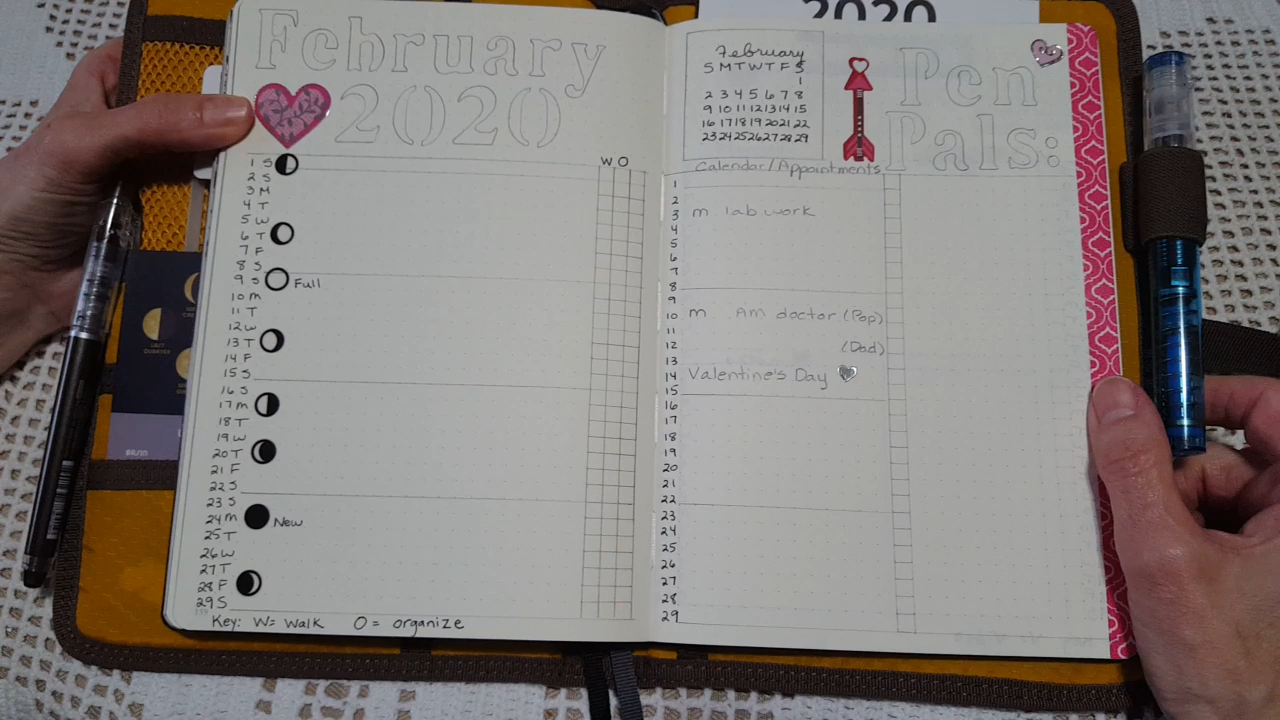 February
2020
W O
1 S
2 S
3 M
4 T
5 W
6 T
7 F
8 S
9 S Full
10 M
11 T
12 W
13 T
14 F
15 S
16 S
17 M
18 T
19 W
20 T
21 F
22 S
23 S
24 M New
25 T
26 W
27 T
28 F
29 S
Key: W= Walk O= organize
2020
February
S M T W T F S
1
2 3 4 5 6 7 8
9 10 11 12 13 14 15
16 17 18 19 20 21 22
23 24 25 26 27 28 29
Pen
Pals:
Calendar/Appointments
1
2
3 m lab work
4
5
6
7
8
9
10 m Am doctor (Pop)
11
12 (Dad)
13
14 Valentine's Day
15
16
17
18
19
20
21
22
23
24
25
26
27
28
29